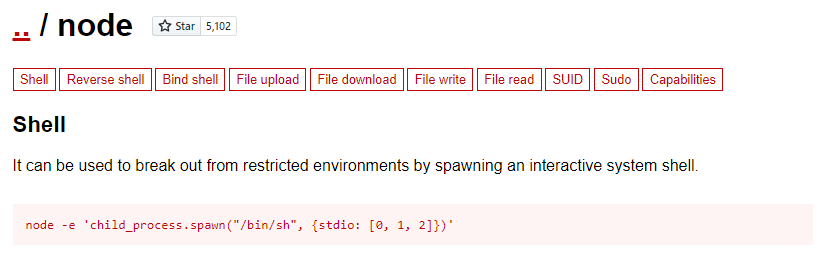 .. / node Star 5,102
Shell Reverse shell Bind shell File upload File download File write File read SUID Sudo Capabilities
Shell
It can be used to break out from restricted environments by spawning an interactive system shell.
node -e 'child_process.spawn("/bin/sh", {stdio: [0, 1, 2]})'